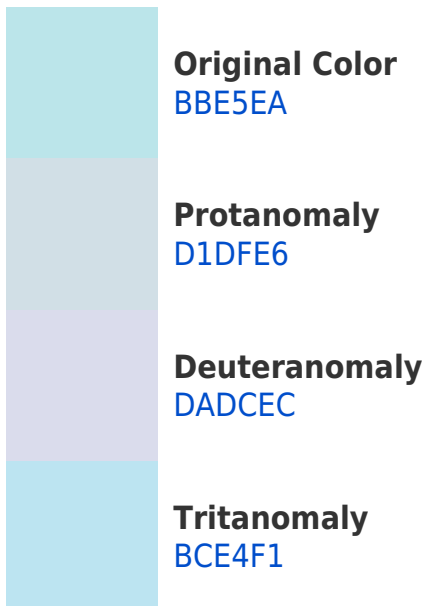 Original Color
BBE5EA
Protanomaly
D1DFE6
Deuteranomaly
DADCEC
Tritanomaly
BCE4F1